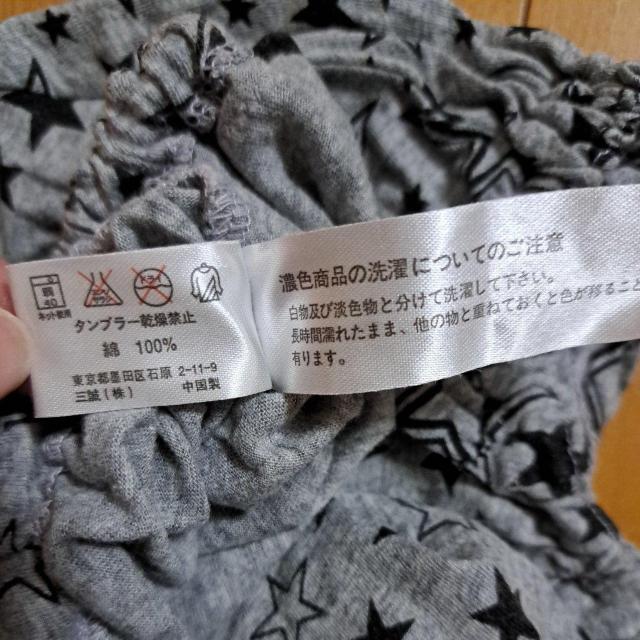 弱
40
ネット使用
タンブラー乾燥禁止
綿 100%
東京都墨田区石原 2-11-9
三誠(株) 中国製
濃色商品の洗濯についてのご注意
白物及び淡色物と分けて洗濯して下さい。
長時間濡れたまま、他の物と重ねておくと色が移ること
有ります。